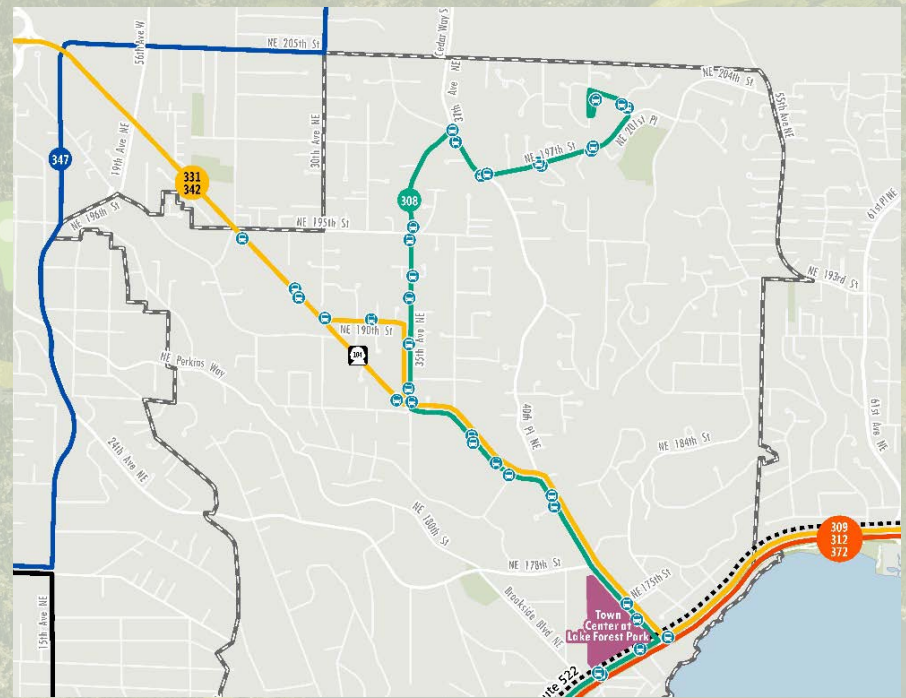 56th Ave W
NE 205th St
Cedar Way S
NE 204th St
55th Ave NE
37th Ave NE
NE 201st Pl
NE 197th St
19th Ave NE
30th Ave NE
347
331
342
308
NE 196th St
NE 195th St
61st Pl NE
NE 193rd St
NE 190th St
35th Ave NE
104
NE Perkins Way
40th Pl NE
61st Ave NE
24th Ave NE
NE 184th St
NE 180th St
309
312
372
NE 178th St
NE 175th St
15th Ave NE
Brookside Blvd NE
Town
Center at
Lake Forest Park
ute 522